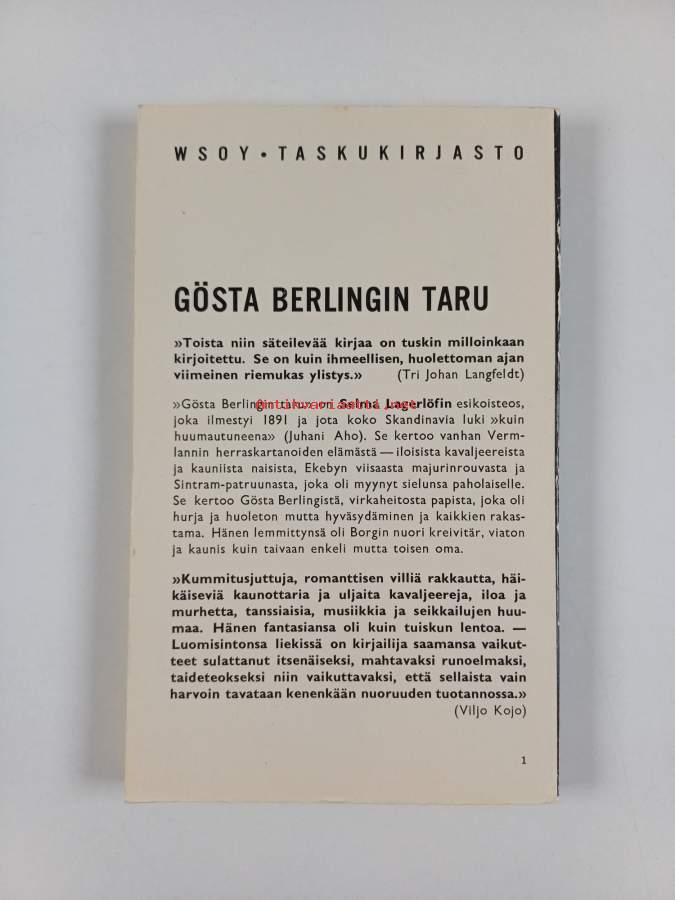 WSOY • TASKUKIRJASTO
GÖSTA BERLINGIN TARU
»Toista niin säteilevää kirjaa on tuskin milloinkaan
kirjoitettu. Se on kuin ihmeellisen, huolettoman ajan
viimeinen riemukas ylistys.» (Tri Johan Langfeldt)
»Gösta Berlingin taru» on Selma Lagerlöfin esikoisteos,
antikvariaatti.net
joka ilmestyi 1891 ja jota koko Skandinavia luki »kuin
huumautuneena» (Juhani Aho). Se kertoo vanhan Verm-
lannin herraskartanoiden elämästä — iloisista kavaljeereista
ja kauniista naisista, Ekebyn viisaasta majurinrouvasta ja
Sintram-patruunasta, joka oli myynyt sielunsa paholaiselle.
Se kertoo Gösta Berlingistä, virkaheitosta papista, joka oli
hurja ja huoleton mutta hyväsydäminen ja kaikkien rakas-
tama. Hänen lemmittynsä oli Borgin nuori kreivitär, viaton
ja kaunis kuin taivaan enkeli mutta toisen oma.
»Kummitusjuttuja, romanttisen villiä rakkautta, häi-
käiseviä kaunottaria ja uljaita kavaljeereja, iloa ja
murhetta, tanssiaisia, musiikkia ja seikkailujen huu-
maa. Hänen fantasiansa oli kuin tuiskun lentoa. —
Luomisintonsa liekissä on kirjailija saamansa vaikut-
teet sulattanut itsenäiseksi, mahtavaksi runoelmaksi,
taideteokseksi niin vaikuttavaksi, että sellaista vain
harvoin tavataan kenenkään nuoruuden tuotannossa.»
(Viljo Kojo)
1